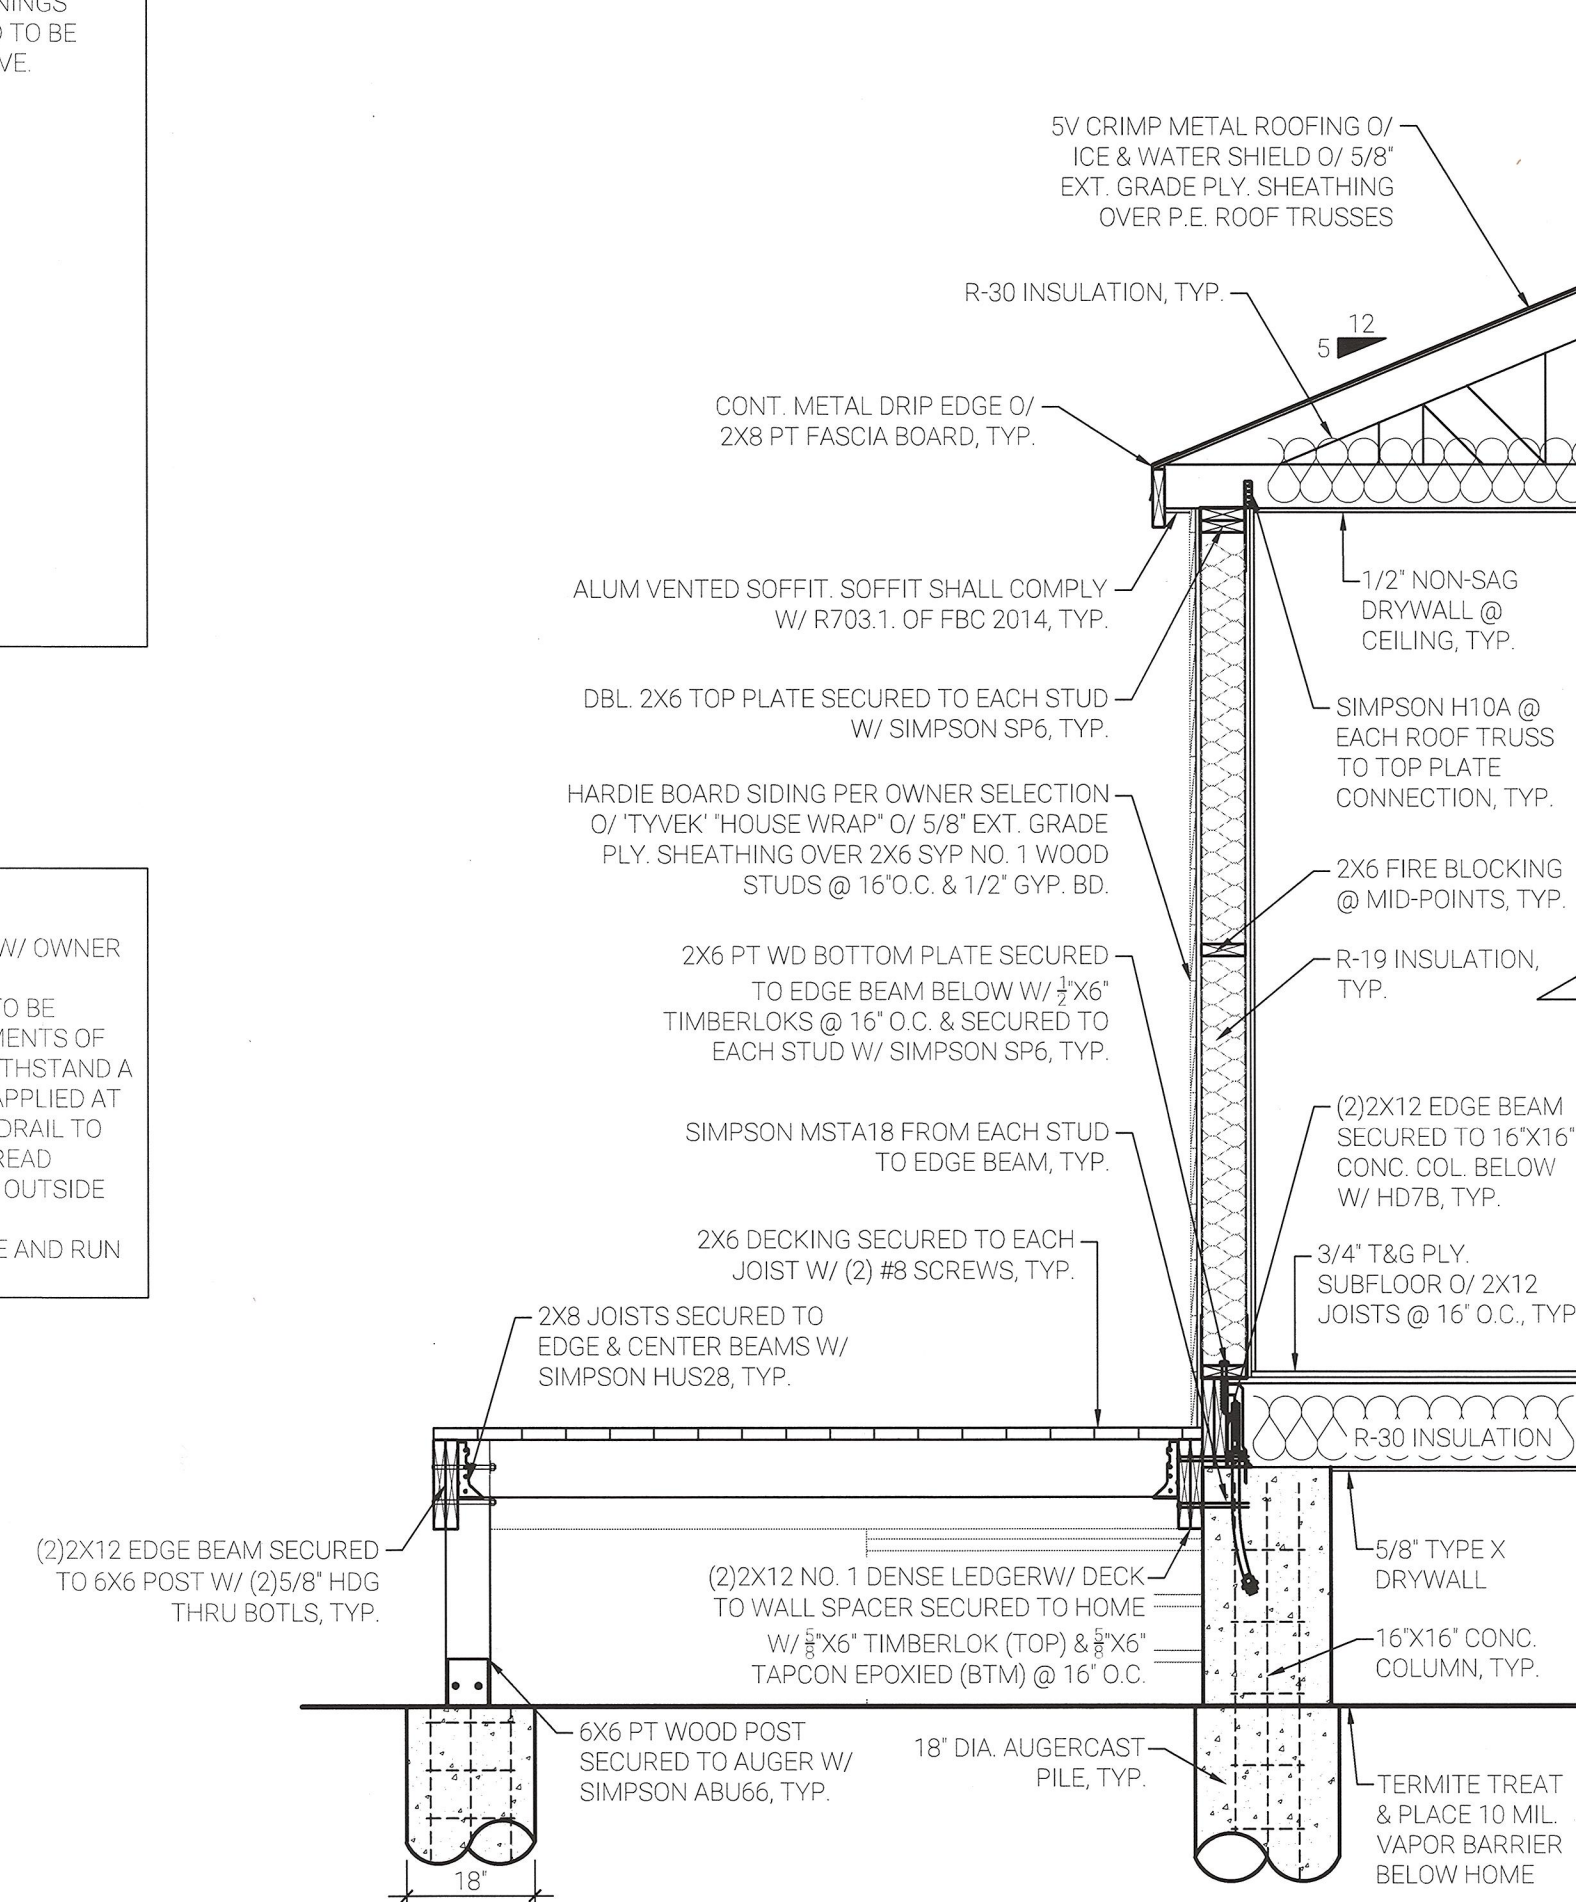 NINGS
TO BE
VE.
5V CRIMP METAL ROOFING O/
ICE & WATER SHIELD O/ 5/8"
EXT. GRADE PLY. SHEATHING
OVER P.E. ROOF TRUSSES
R-30 INSULATION, TYP.
12
5
CONT. METAL DRIP EDGE O/
2X8 PT FASCIA BOARD, TYP.
ALUM VENTED SOFFIT. SOFFIT SHALL COMPLY
W/ R703.1. OF FBC 2014, TYP.
1/2" NON-SAG
DRYWALL @
CEILING, TYP.
DBL. 2X6 TOP PLATE SECURED TO EACH STUD
W/ SIMPSON SP6, TYP.
SIMPSON H10A @
EACH ROOF TRUSS
TO TOP PLATE
CONNECTION, TYP.
HARDIE BOARD SIDING PER OWNER SELECTION
O/ 'TYVEK' "HOUSE WRAP" O/ 5/8" EXT. GRADE
PLY. SHEATHING OVER 2X6 SYP NO. 1 WOOD
STUDS @ 16"O.C. & 1/2" GYP. BD.
2X6 FIRE BLOCKING
@ MID-POINTS, TYP.
W/ OWNER
TO BE
MENTS OF
THSTAND A
APPLIED AT
DRAIL TO
READ
OUTSIDE
E AND RUN
2X6 PT WD BOTTOM PLATE SECURED
TO EDGE BEAM BELOW W/ ½"X6"
TIMBERLOKS @ 16" O.C. & SECURED TO
EACH STUD W/ SIMPSON SP6, TYP.
R-19 INSULATION,
TYP.
SIMPSON MSTA18 FROM EACH STUD
TO EDGE BEAM, TYP.
(2)2X12 EDGE BEAM
SECURED TO 16"X16"
CONC. COL. BELOW
W/ HD7B, TYP.
2X6 DECKING SECURED TO EACH
JOIST W/ (2) #8 SCREWS, TYP.
3/4" T&G PLY.
SUBFLOOR O/ 2X12
JOISTS @ 16" O.C., TYP
2X8 JOISTS SECURED TO
EDGE & CENTER BEAMS W/
SIMPSON HUS28, TYP.
R-30 INSULATION
(2)2X12 EDGE BEAM SECURED
TO 6X6 POST W/ (2)5/8" HDG
THRU BOTLS, TYP.
(2)2X12 NO. 1 DENSE LEDGERW/ DECK
TO WALL SPACER SECURED TO HOME
W/ ⅝"X6" TIMBERLOK (TOP) & ⅝"X6"
TAPCON EPOXIED (BTM) @ 16" O.C.
5/8" TYPE X
DRYWALL
16"X16" CONC.
COLUMN, TYP.
6X6 PT WOOD POST
SECURED TO AUGER W/
SIMPSON ABU66, TYP.
18" DIA. AUGERCAST
PILE, TYP.
TERMITE TREAT
& PLACE 10 MIL.
VAPOR BARRIER
BELOW HOME
18"